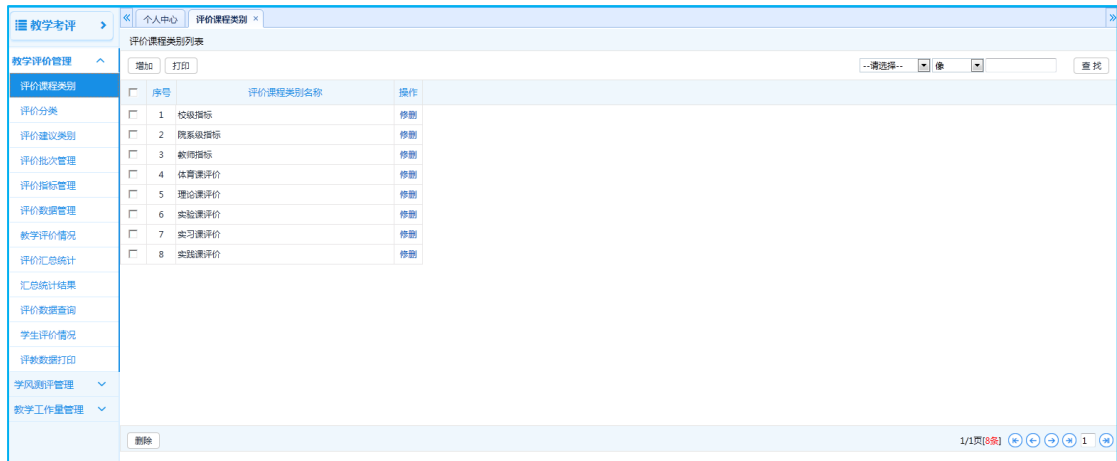 教学考评
个人中心 评价课程类别 ×
评价课程类别列表
教学评价管理
评价课程类别
评价分类
评价建议类别
评价批次管理
评价指标管理
评价数据管理
教学评价情况
评价汇总统计
汇总统计结果
评价数据查询
学生评价情况
评教数据打印
学风测评管理
教学工作量管理
增加 打印 --请选择-- 像 查找
序号 评价课程类别名称 操作
1 校级指标 修删
2 院系级指标 修删
3 教师指标 修删
4 体育课评价 修删
5 理论课评价 修删
6 实验课评价 修删
7 实习课评价 修删
8 实践课评价 修删
删除 1/1页[8条] 1